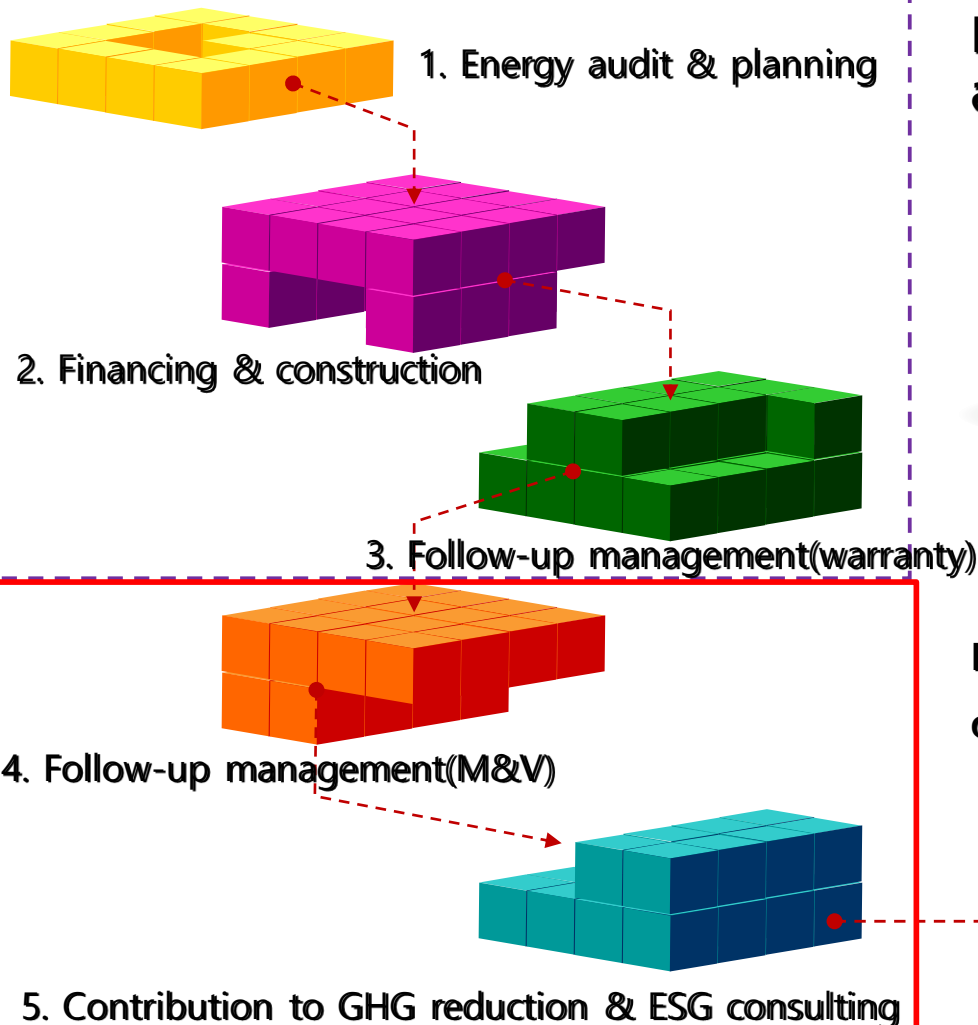 1. Energy audit & planning
2. Financing & construction
3. Follow-up management(warranty)
4. Follow-up management(M&V)
5. Contribution to GHG reduction & ESG consulting